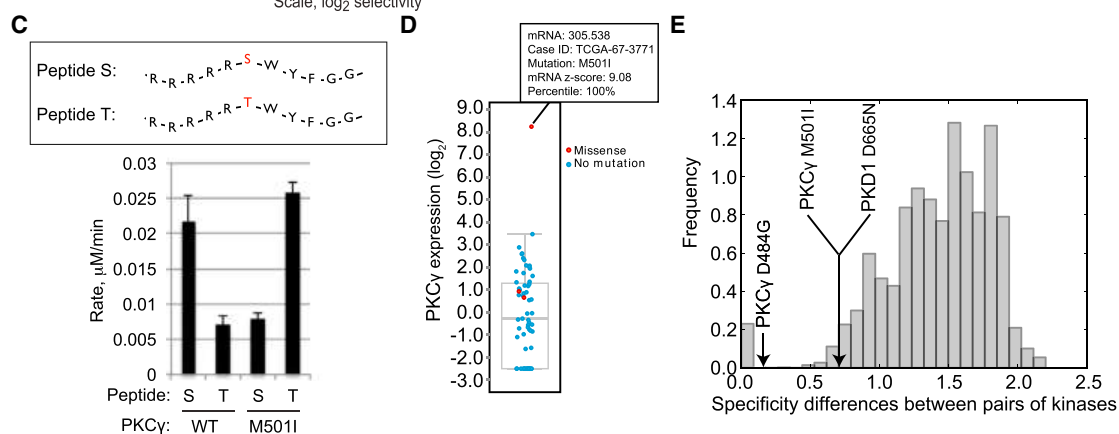 Scale, log2 selectivity
C
Peptide S: R R R R R S W Y F G G
Peptide T: R R R R R T W Y F G G
Rate, µM/min
0.03
0.025
0.02
0.015
0.01
0.005
0
Peptide: S T S T
PKCγ: WT M501I
D
mRNA: 305.538
Case ID: TCGA-67-3771
Mutation: M501I
mRNA z-score: 9.08
Percentile: 100%
PKCγ expression (log2)
9.0
8.0
7.0
6.0
5.0
4.0
3.0
2.0
1.0
0.0
-1.0
-2.0
-3.0
Missense
No mutation
E
Frequency
1.4
1.2
1.0
0.8
0.6
0.4
0.2
0.0
PKCγ D484G
PKCγ M501I
PKD1 D665N
0.0 0.5 1.0 1.5 2.0 2.5
Specificity differences between pairs of kinases